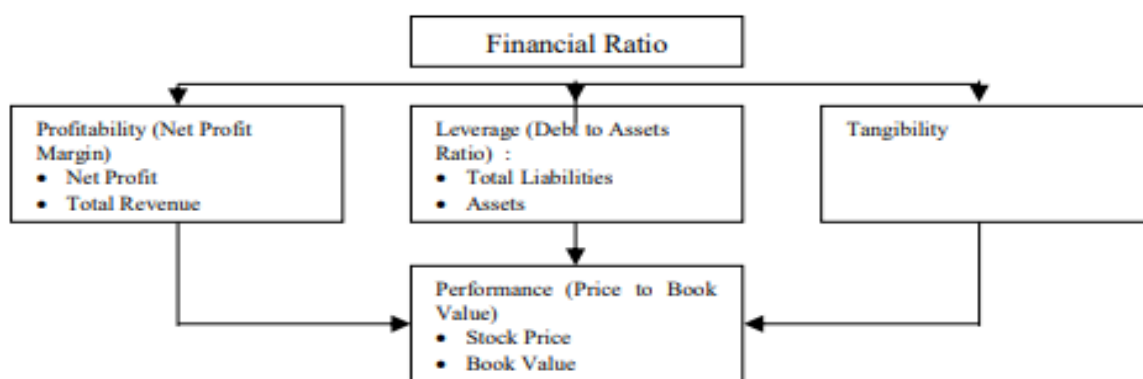 Financial Ratio
Profitability (Net Profit
Margin)
• Net Profit
• Total Revenue
Leverage (Debt to Assets
Ratio) :
• Total Liabilities
• Assets
Tangibility
Performance (Price to Book
Value)
• Stock Price
• Book Value